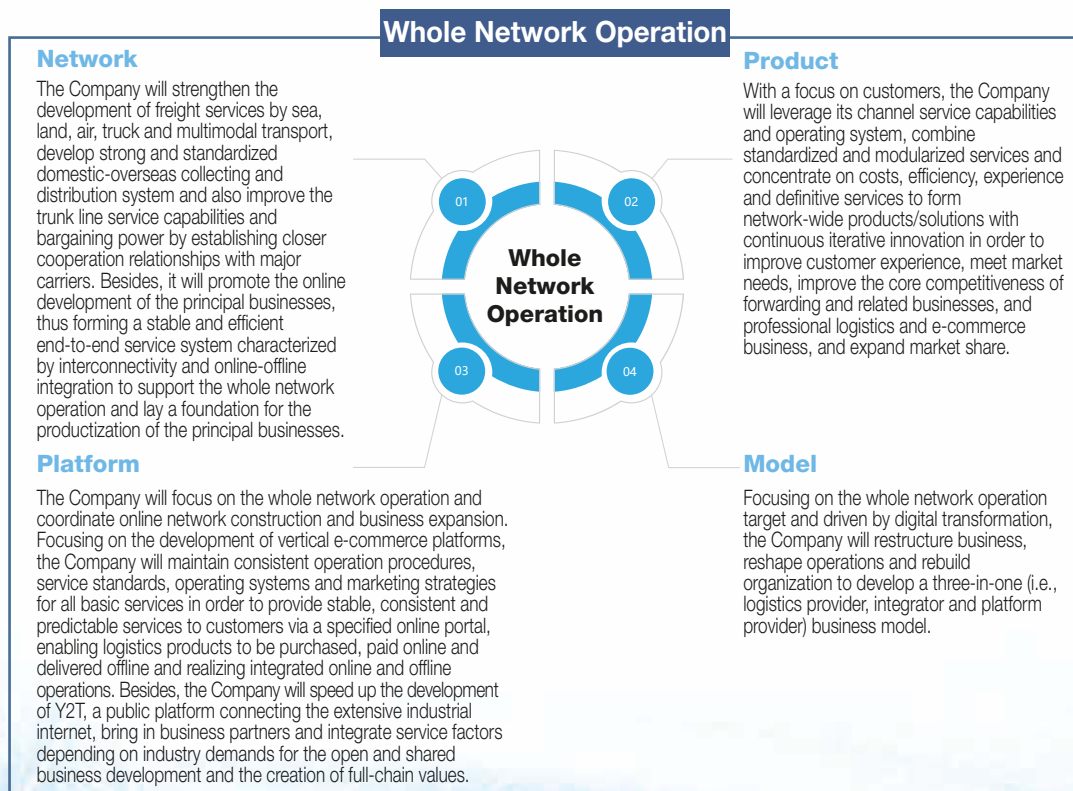 Whole Network Operation
Network
The Company will strengthen the
development of freight services by sea,
land, air, truck and multimodal transport,
develop strong and standardized
domestic-overseas collecting and
distribution system and also improve the
trunk line service capabilities and
bargaining power by establishing closer
cooperation relationships with major
carriers. Besides, it will promote the online
development of the principal businesses,
thus forming a stable and efficient
end-to-end service system characterized
by interconnectivity and online-offline
integration to support the whole network
operation and lay a foundation for the
productization of the principal businesses.
01
02
Whole
Network
Operation
03
04
Product
With a focus on customers, the Company
will leverage its channel service capabilities
and operating system, combine
standardized and modularized services and
concentrate on costs, efficiency, experience
and definitive services to form
network-wide products/solutions with
continuous iterative innovation in order to
improve customer experience, meet market
needs, improve the core competitiveness of
forwarding and related businesses, and
professional logistics and e-commerce
business, and expand market share.
Platform
The Company will focus on the whole network operation and
coordinate online network construction and business expansion.
Focusing on the development of vertical e-commerce platforms,
the Company will maintain consistent operation procedures,
service standards, operating systems and marketing strategies
for all basic services in order to provide stable, consistent and
predictable services to customers via a specified online portal,
enabling logistics products to be purchased, paid online and
delivered offline and realizing integrated online and offline
operations. Besides, the Company will speed up the development
of Y2T, a public platform connecting the extensive industrial
internet, bring in business partners and integrate service factors
depending on industry demands for the open and shared
business development and the creation of full-chain values.
Model
Focusing on the whole network operation
target and driven by digital transformation,
the Company will restructure business,
reshape operations and rebuild
organization to develop a three-in-one (i.e.,
logistics provider, integrator and platform
provider) business model.